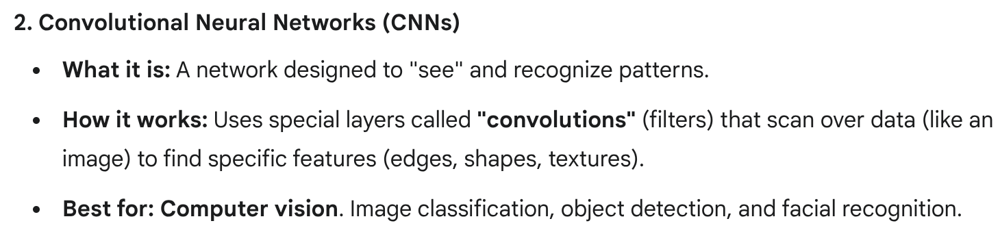 2. Convolutional Neural Networks (CNNs)
• What it is: A network designed to "see" and recognize patterns.
• How it works: Uses special layers called "convolutions" (filters) that scan over data (like an
image) to find specific features (edges, shapes, textures).
• Best for: Computer vision. Image classification, object detection, and facial recognition.